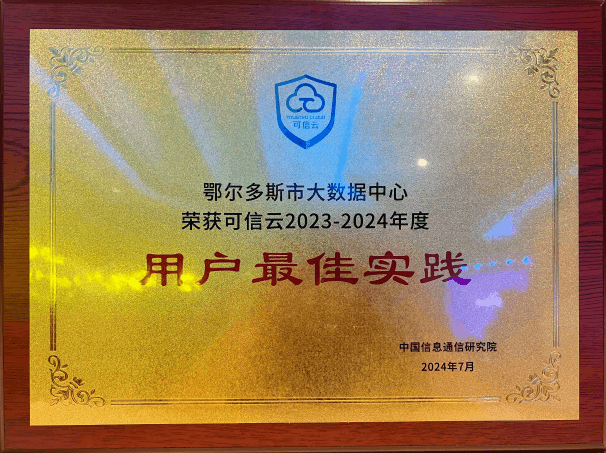 TRUSTED CLOUD
可信云
鄂尔多斯市大数据中心
荣获可信云2023-2024年度
用户最佳实践
中国信息通信研究院
2024年7月